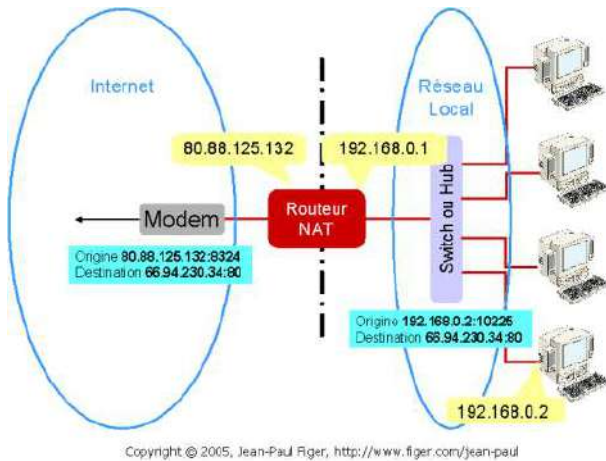 Internet
Réseau
Local
80.88.125.132
192.168.0.1
Modem
Routeur
NAT
Switch ou Hub
Origine 80.88.125.132:8324
Destination 66.94.230.34:80
Origine 192.168.0.2:10225
Destination 66.94.230.34:80
192.168.0.2
Copyright © 2005, Jean-Paul Figer, http://www.figer.com/jean-paul